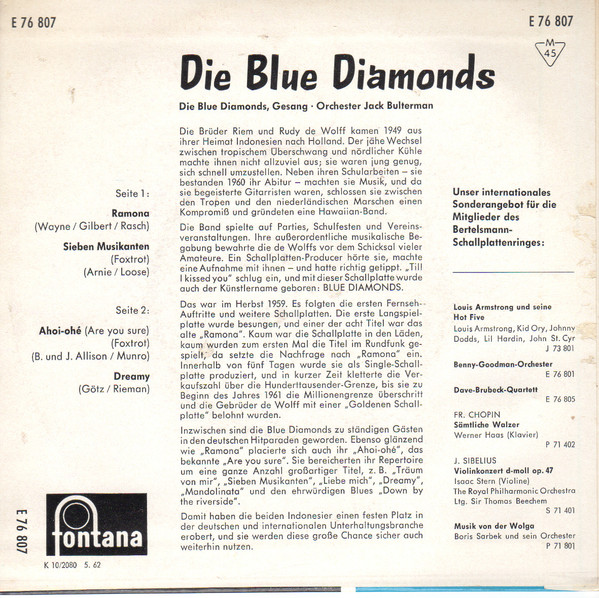 E 76 807
E 76 807
M
45
Die Blue Diamonds
Die Blue Diamonds, Gesang · Orchester Jack Bulterman
Seite 1:
Ramona
(Wayne / Gilbert / Rasch)
Sieben Musikanten
(Foxtrot)
(Arnie / Loose)
Seite 2:
Ahoi-ohé (Are you sure)
(Foxtrot)
(B. und J. Allison / Munro)
Dreamy
(Götz / Rieman)
Die Brüder Riem und Rudy de Wolff kamen 1949 aus
ihrer Heimat Indonesien nach Holland. Der jähe Wechsel
zwischen tropischem Überschwang und nördlicher Kühle
machte ihnen nicht allzuviel aus; sie waren jung genug,
sich schnell umzustellen. Neben ihren Schularbeiten – sie
bestanden 1960 ihr Abitur – machten sie Musik, und da
sie begeisterte Gitarristen waren, schlossen sie zwischen
den Tropen und den niederländischen Marschen einen
Kompromiß und gründeten eine Hawaiian-Band.
Die Band spielte auf Parties, Schulfesten und Vereins-
veranstaltungen. Ihre außerordentliche musikalische Be-
gabung bewahrte die de Wolffs vor dem Schicksal vieler
Amateure. Ein Schallplatten-Producer hörte sie, machte
eine Aufnahme mit ihnen – und hatte richtig getippt. „Till
I kissed you" schlug ein, und mit dieser Schallplatte wurde
auch der Künstlername geboren: BLUE DIAMONDS.
Das war im Herbst 1959. Es folgten die ersten Fernseh-
Auftritte und weitere Schallplatten. Die erste Langspiel-
platte wurde besungen, und einer der acht Titel war das
alte „Ramona". Kaum war die Schallplatte in den Läden,
kaum wurden zum ersten Mal die Titel im Rundfunk ge-
spielt, da setzte die Nachfrage nach „Ramona" ein.
Innerhalb von fünf Tagen wurde sie als Single-Schall-
platte produziert, und in kurzer Zeit kletterte die Ver-
kaufszahl über die Hunderttausender-Grenze, bis sie zu
Beginn des Jahres 1961 die Millionengrenze überschritt
und die Gebrüder de Wolff mit einer „Goldenen Schall-
platte" belohnt wurden.
Inzwischen sind die Blue Diamonds zu ständigen Gästen
in den deutschen Hitparaden geworden. Ebenso glänzend
wie „Ramona" placierte sich auch ihr „Ahoi-ohé", das
bekannte „Are you sure". Sie bereicherten ihr Repertoire
um eine ganze Anzahl großartiger Titel, z. B. „Träum
von mir", „Sieben Musikanten", „Liebe mich", „Dreamy",
„Mandolinata" und den ehrwürdigen Blues „Down by
the riverside".
Damit haben die beiden Indonesier einen festen Platz in
der deutschen und internationalen Unterhaltungsbranche
erobert, und sie werden diese große Chance sicher auch
weiterhin nutzen.
Unser internationales
Sonderangebot für die
Mitglieder des
Bertelsmann-
Schallplattenringes:
Louis Armstrong und seine
Hot Five
Louis Armstrong, Kid Ory, Johnny
Dodds, Lil Hardin, John St. Cyr
J 73 801
Benny-Goodman-Orchester
E 76 801
Dave-Brubeck-Quartett
E 76 805
FR. CHOPIN
Sämtliche Walzer
Werner Haas (Klavier)
P 71 402
J. SIBELIUS
Violinkonzert d-moll op. 47
Isaac Stern (Violine)
The Royal Philharmonic Orchestra
Ltg. Sir Thomas Beechem
S 71 401
Musik von der Wolga
Boris Sarbek und sein Orchester
P 71 801
E 76 807
fontana
K 10/2080 5. 62